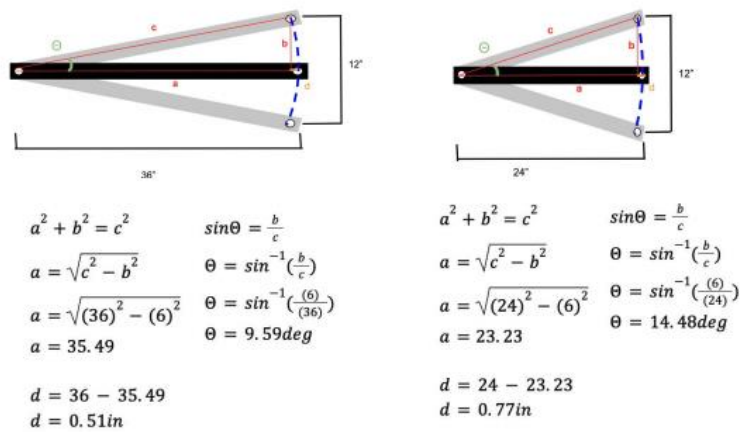 Θ
c
b
a
d
12"
36"
a² + b² = c²
sinΘ = b/c
a = √(c² − b²)
Θ = sin⁻¹(b/c)
a = √((36)² − (6)²)
Θ = sin⁻¹((6)/(36))
a = 35.49
Θ = 9.59deg
d = 36 − 35.49
d = 0.51in
Θ
c
b
a
d
12"
24"
a² + b² = c²
sinΘ = b/c
a = √(c² − b²)
Θ = sin⁻¹(b/c)
a = √((24)² − (6)²)
Θ = sin⁻¹((6)/(24))
a = 23.23
Θ = 14.48deg
d = 24 − 23.23
d = 0.77in